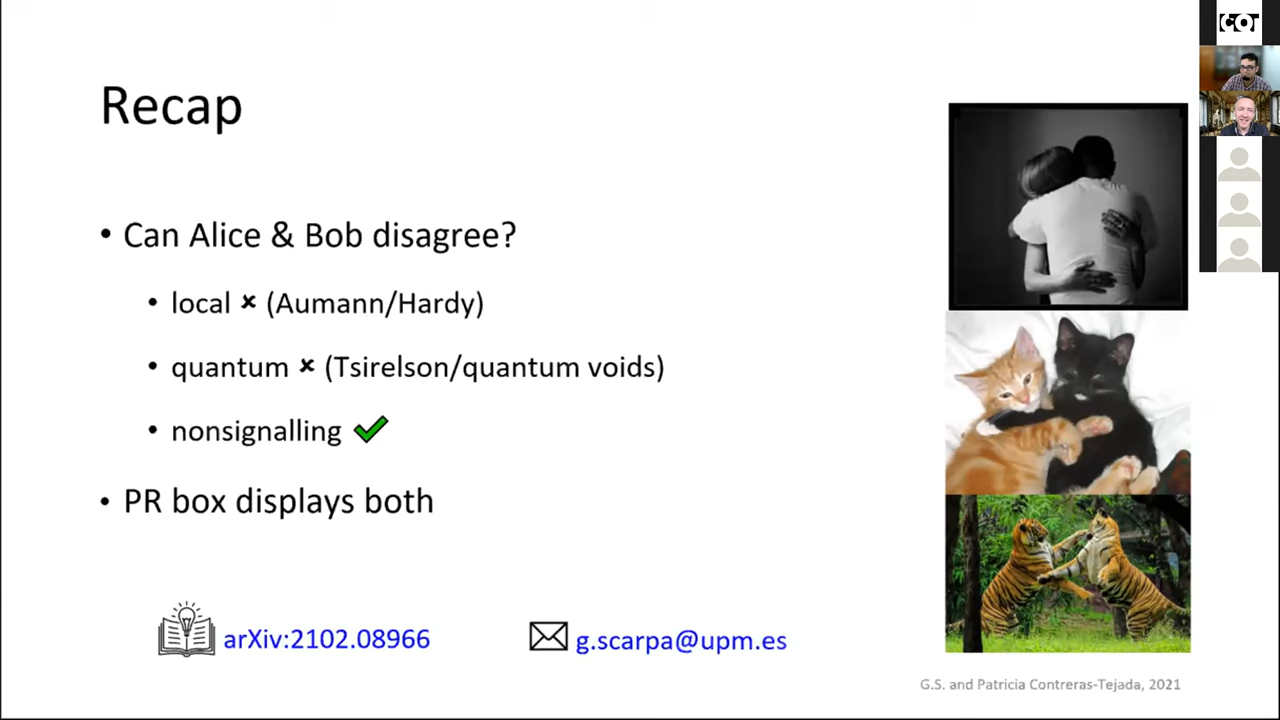 Recap
• Can Alice & Bob disagree?
• local ✘ (Aumann/Hardy)
• quantum ✘ (Tsirelson/quantum voids)
• nonsignalling ✔
• PR box displays both
arXiv:2102.08966
g.scarpa@upm.es
G.S. and Patricia Contreras-Tejada, 2021